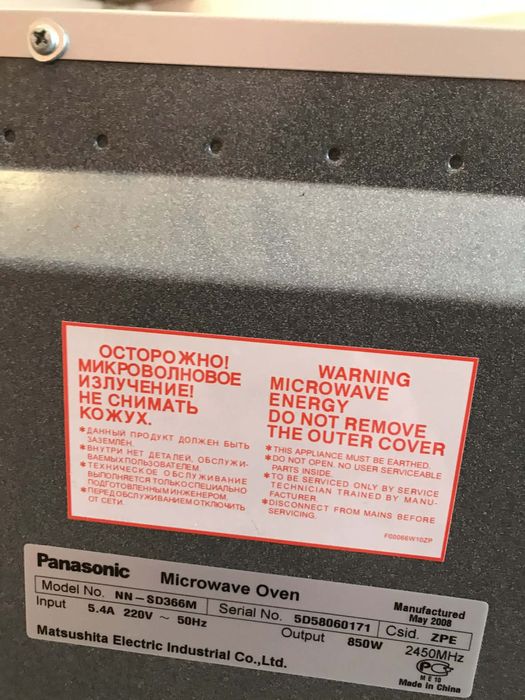 ОСТОРОЖНО!
МИКРОВОЛНОВОЕ
ИЗЛУЧЕНИЕ!
НЕ СНИМАТЬ
КОЖУХ.
*ДАННЫЙ ПРОДУКТ ДОЛЖЕН БЫТЬ
ЗАЗЕМЛЕН.
*ВНУТРИ НЕТ ДЕТАЛЕЙ, ОБСЛУЖИ-
ВАЕМЫХ ПОЛЬЗОВАТЕЛЕМ.
*ТЕХНИЧЕСКОЕ ОБСЛУЖИВАНИЕ
ВЫПОЛНЯЕТСЯ ТОЛЬКО СПЕЦИАЛЬНО
ПОДГОТОВЛЕННЫМ ИНЖЕНЕРОМ.
*ПЕРЕД ОБСЛУЖИВАНИЕМ ОТКЛЮЧИТЬ
ОТ СЕТИ.
WARNING
MICROWAVE
ENERGY
DO NOT REMOVE
THE OUTER COVER
*THIS APPLIANCE MUST BE EARTHED.
*DO NOT OPEN. NO USER SERVICEABLE
PARTS INSIDE.
*TO BE SERVICED ONLY BY SERVICE
TECHNICIAN TRAINED BY MANU-
FACTURER.
*DISCONNECT FROM MAINS BEFORE
SERVICING.
F00066W10ZP
Panasonic Microwave Oven Manufactured
May 2008
Model No. NN-SD366M Serial No. 5D58060171 Csid. ZPE
Input 5.4A 220V ~ 50Hz Output 850W 2450MHz
Matsushita Electric Industrial Co.,Ltd.
ME10
Made in China